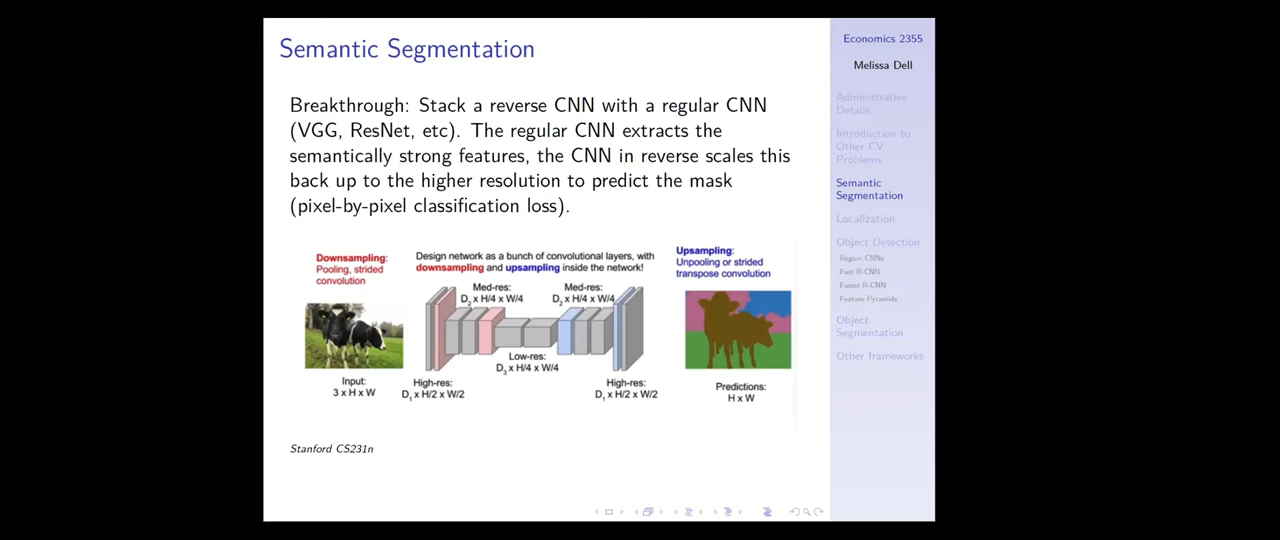 Semantic Segmentation
Breakthrough: Stack a reverse CNN with a regular CNN
(VGG, ResNet, etc). The regular CNN extracts the
semantically strong features, the CNN in reverse scales this
back up to the higher resolution to predict the mask
(pixel-by-pixel classification loss).
Downsampling:
Pooling, strided
convolution
Design network as a bunch of convolutional layers, with
downsampling and upsampling inside the network!
Upsampling:
Unpooling or strided
transpose convolution
Med-res:
D2 x H/4 x W/4
Med-res:
D2 x H/4 x W/4
Low-res:
D3 x H/4 x W/4
Input:
3 x H x W
High-res:
D1 x H/2 x W/2
High-res:
D1 x H/2 x W/2
Predictions:
H x W
Stanford CS231n
Economics 2355
Melissa Dell
Administrative
Details
Introduction to
Other CV
Problems
Semantic
Segmentation
Localization
Object Detection
Region CNNs
Fast R-CNN
Faster R-CNN
Feature Pyramids
Object
Segmentation
Other frameworks